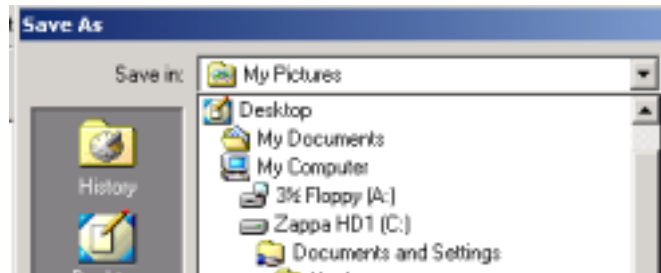 Save As
Save in: My Pictures
Desktop
My Documents
My Computer
History
3½ Floppy (A:)
Zappa HD1 (C:)
Documents and Settings